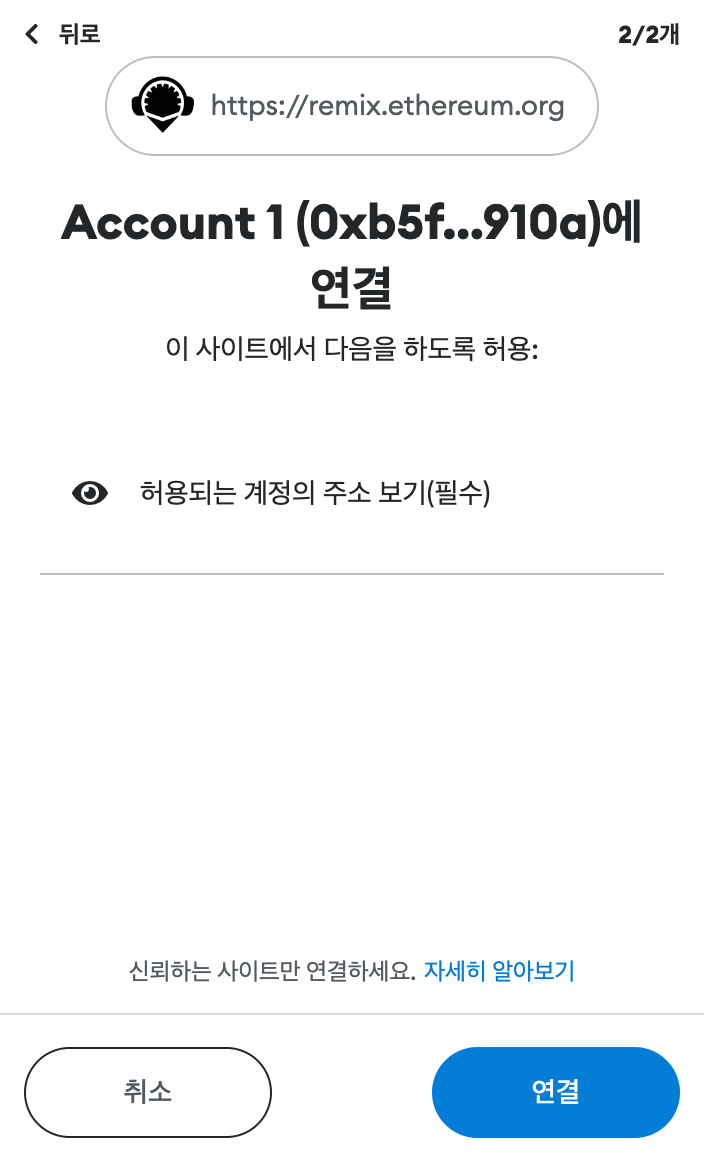 뒤로
2/2개
https://remix.ethereum.org
Account 1 (0xb5f...910a)에
연결
이 사이트에서 다음을 하도록 허용:
허용되는 계정의 주소 보기(필수)
신뢰하는 사이트만 연결하세요. 자세히 알아보기
취소
연결